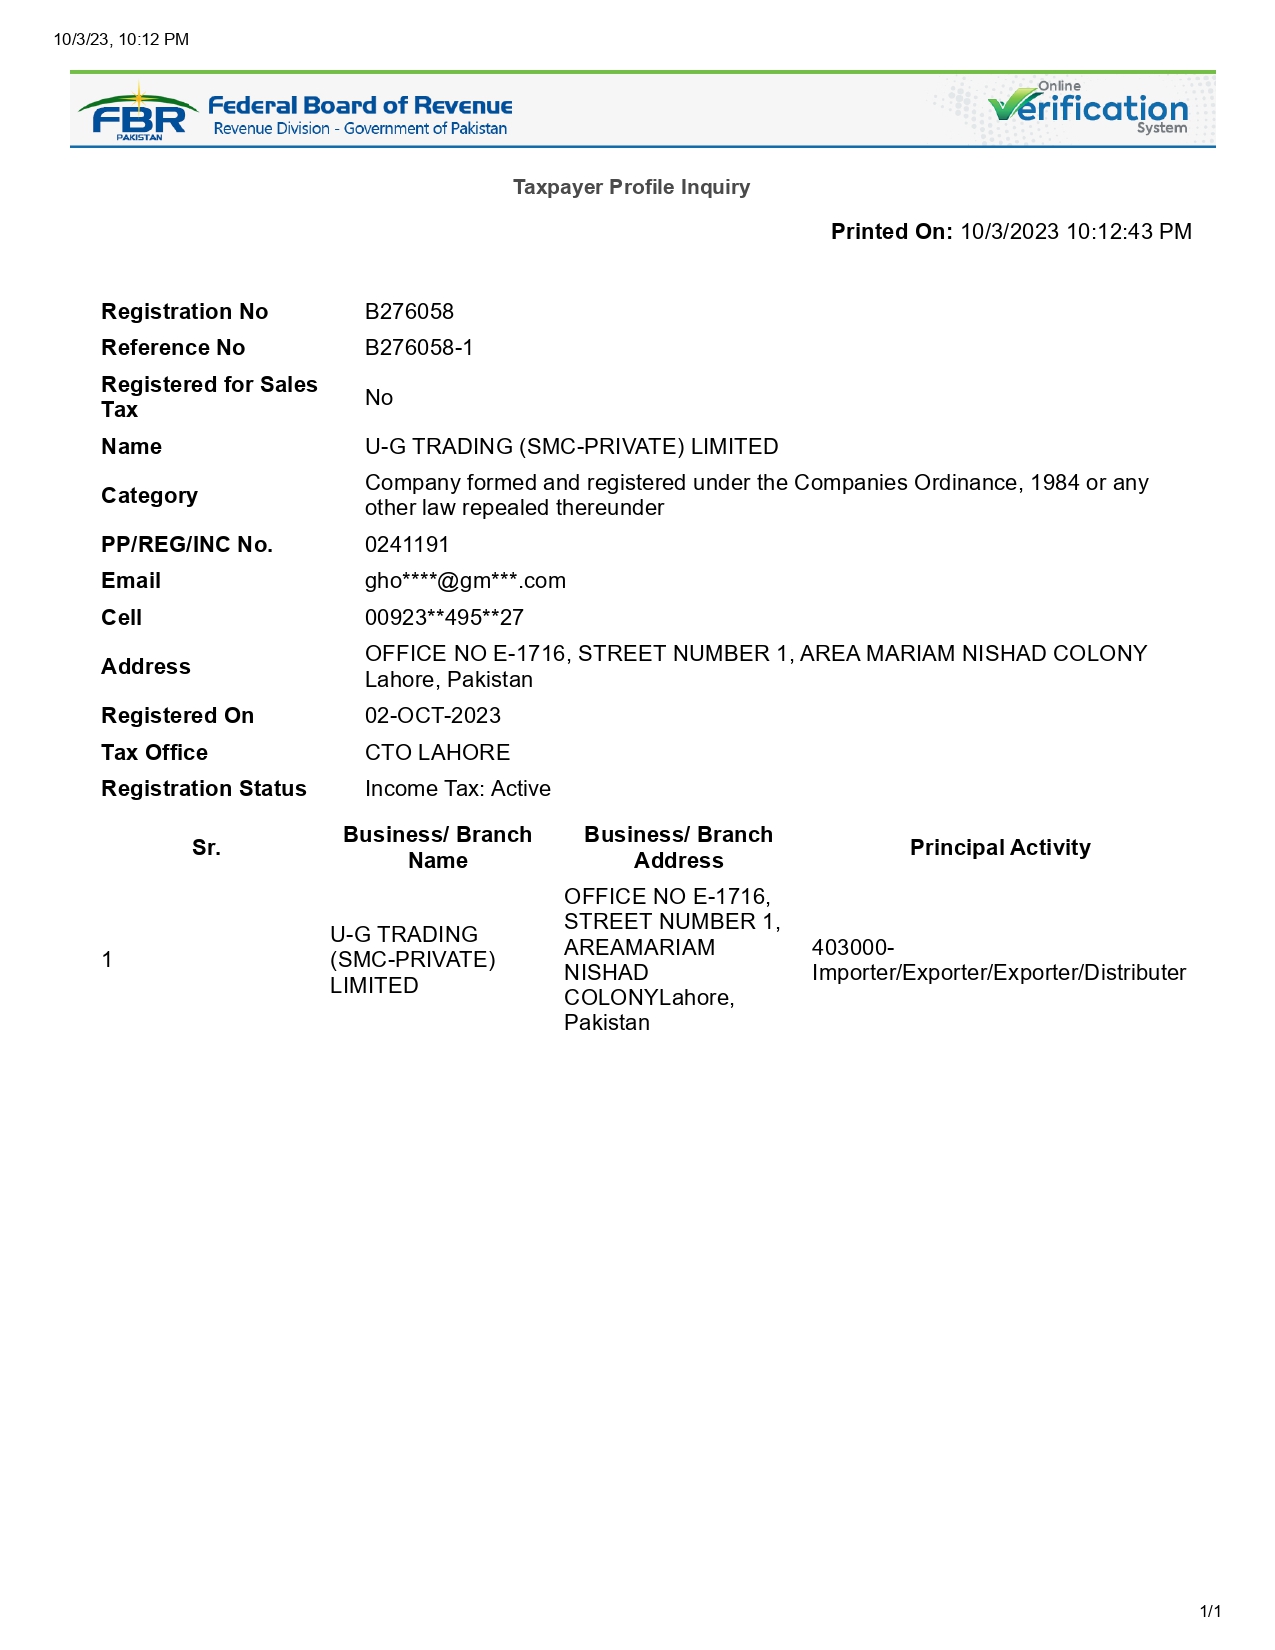 10/3/23, 10:12 PM
FBR
PAKISTAN
Federal Board of Revenue
Revenue Division - Government of Pakistan
Online
Verification
System
Taxpayer Profile Inquiry
Printed On: 10/3/2023 10:12:43 PM
Registration No B276058
Reference No B276058-1
Registered for Sales
Tax
No
Name U-G TRADING (SMC-PRIVATE) LIMITED
Category
Company formed and registered under the Companies Ordinance, 1984 or any
other law repealed thereunder
PP/REG/INC No. 0241191
Email gho****@gm***.com
Cell 00923**495**27
Address
OFFICE NO E-1716, STREET NUMBER 1, AREA MARIAM NISHAD COLONY
Lahore, Pakistan
Registered On 02-OCT-2023
Tax Office CTO LAHORE
Registration Status Income Tax: Active
Sr.
Business/ Branch
Name
Business/ Branch
Address
Principal Activity
1
U-G TRADING
(SMC-PRIVATE)
LIMITED
OFFICE NO E-1716,
STREET NUMBER 1,
AREAMARIAM
NISHAD
COLONYLahore,
Pakistan
403000-
Importer/Exporter/Exporter/Distributer
1/1